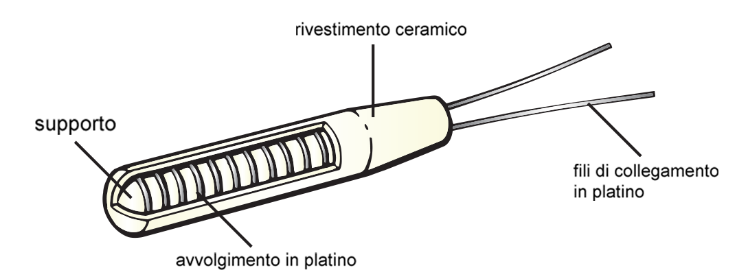 rivestimento ceramico
supporto
fili di collegamento
in platino
avvolgimento in platino